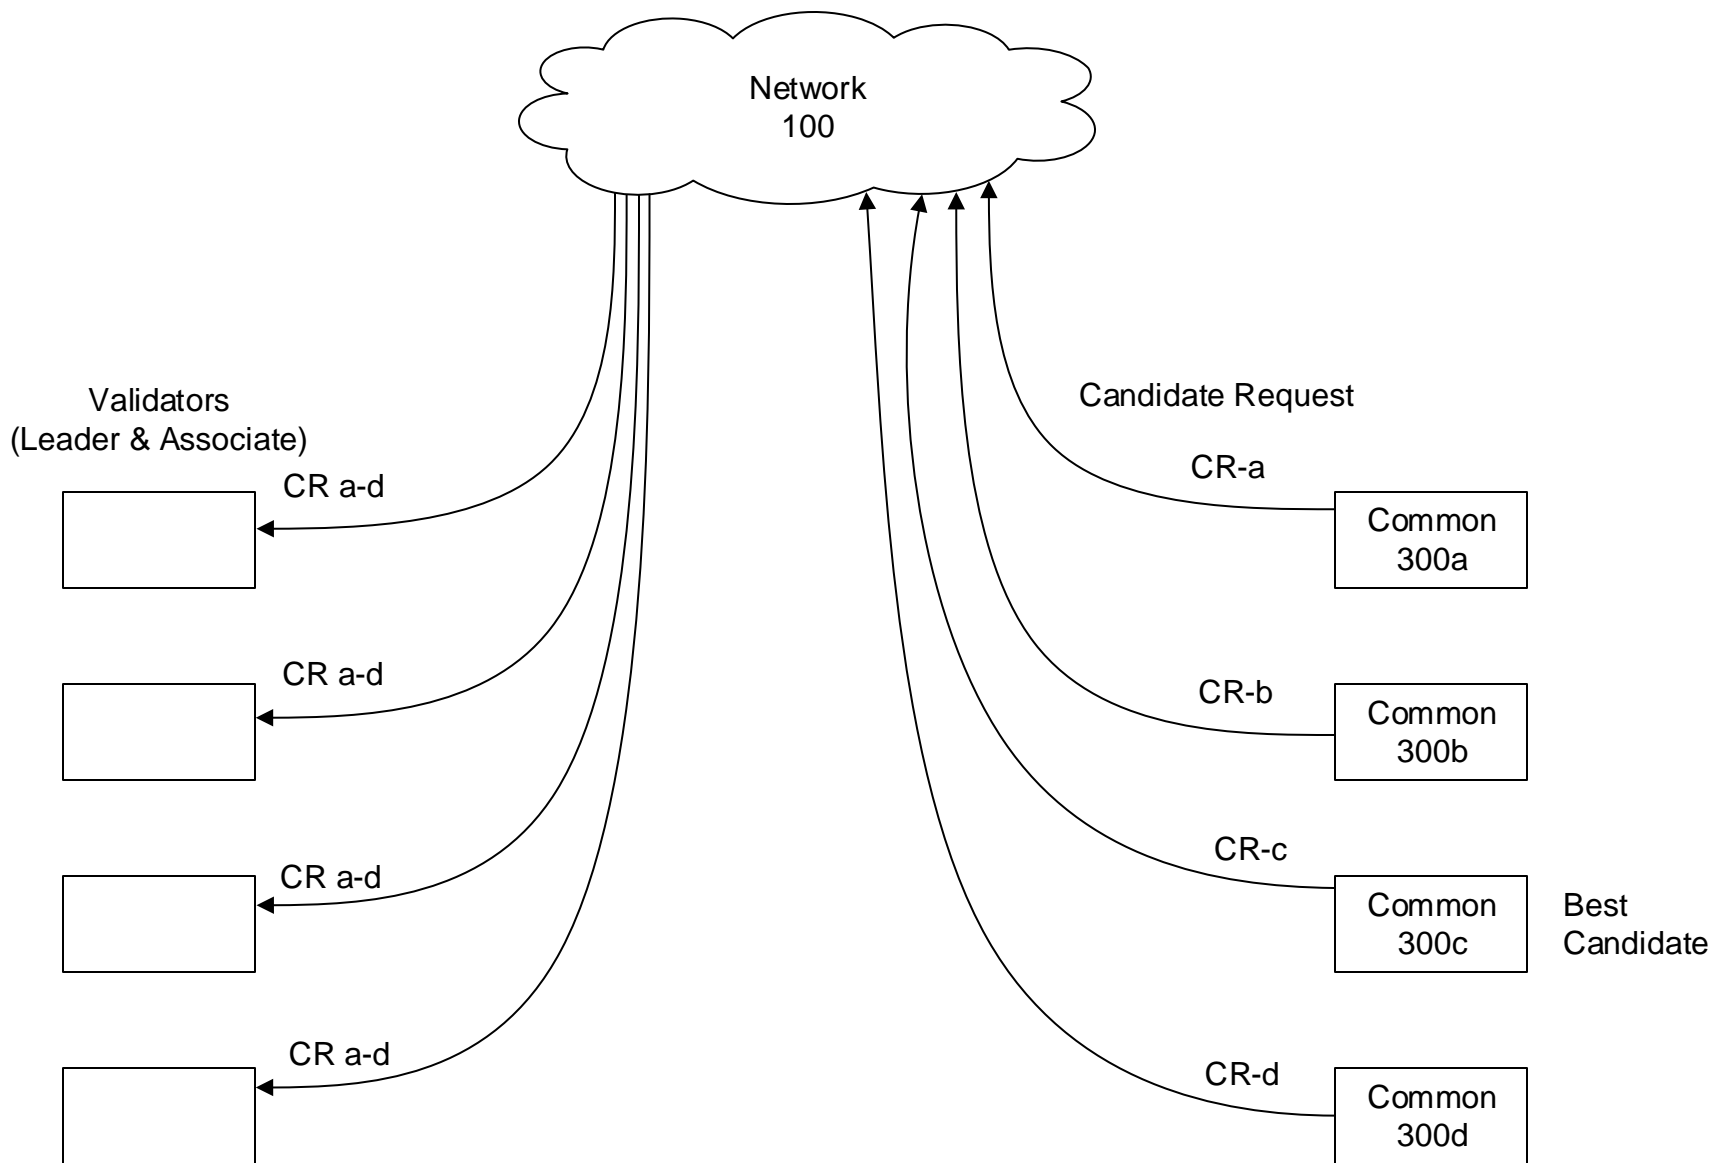 Network
100
Validators
(Leader & Associate)
Candidate Request
CR a-d
CR-a
Common
300a
CR a-d
CR-b
Common
300b
CR a-d
CR-c
Common
300c
Best
Candidate
CR a-d
CR-d
Common
300d